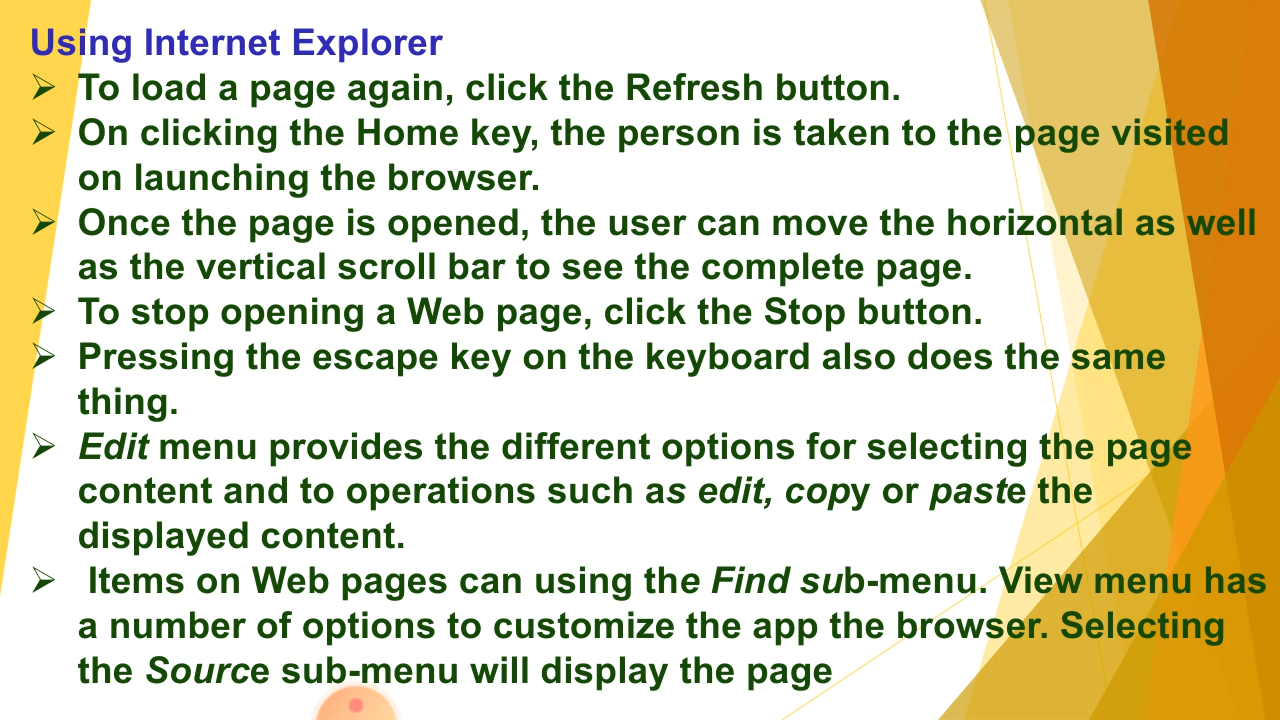 Using Internet Explorer
➢ To load a page again, click the Refresh button.
➢ On clicking the Home key, the person is taken to the page visited
on launching the browser.
➢ Once the page is opened, the user can move the horizontal as well
as the vertical scroll bar to see the complete page.
➢ To stop opening a Web page, click the Stop button.
➢ Pressing the escape key on the keyboard also does the same
thing.
➢ Edit menu provides the different options for selecting the page
content and to operations such as edit, copy or paste the
displayed content.
➢ Items on Web pages can using the Find sub-menu. View menu has
a number of options to customize the app the browser. Selecting
the Source sub-menu will display the page